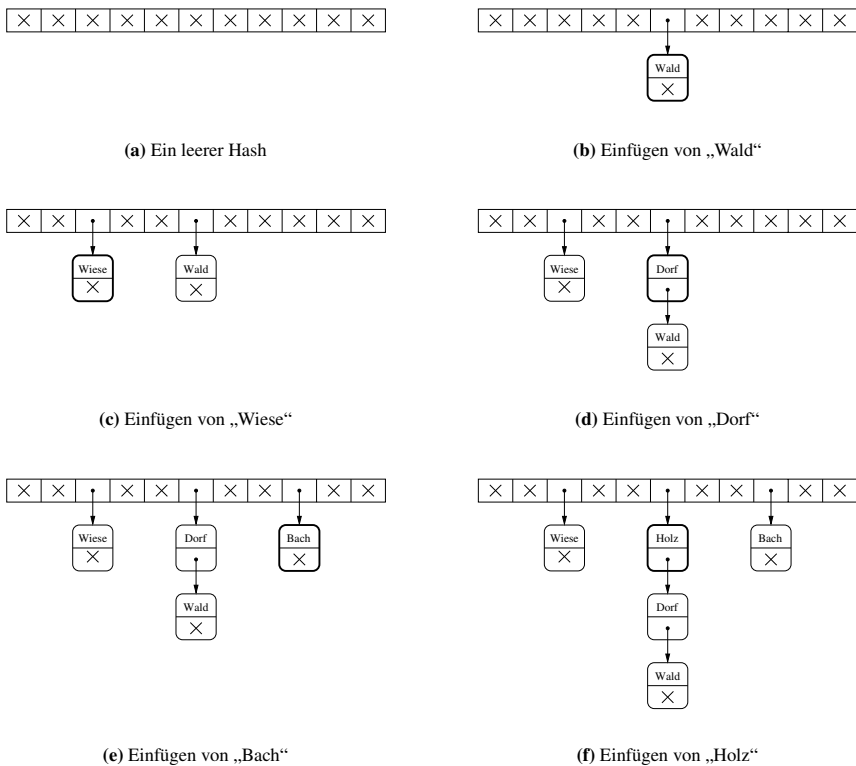 Wald
(a) Ein leerer Hash
(b) Einfügen von „Wald“
Wiese
Wald
Wiese
Dorf
Wald
(c) Einfügen von „Wiese“
(d) Einfügen von „Dorf“
Wiese
Dorf
Bach
Wald
Wiese
Holz
Bach
Dorf
Wald
(e) Einfügen von „Bach“
(f) Einfügen von „Holz“